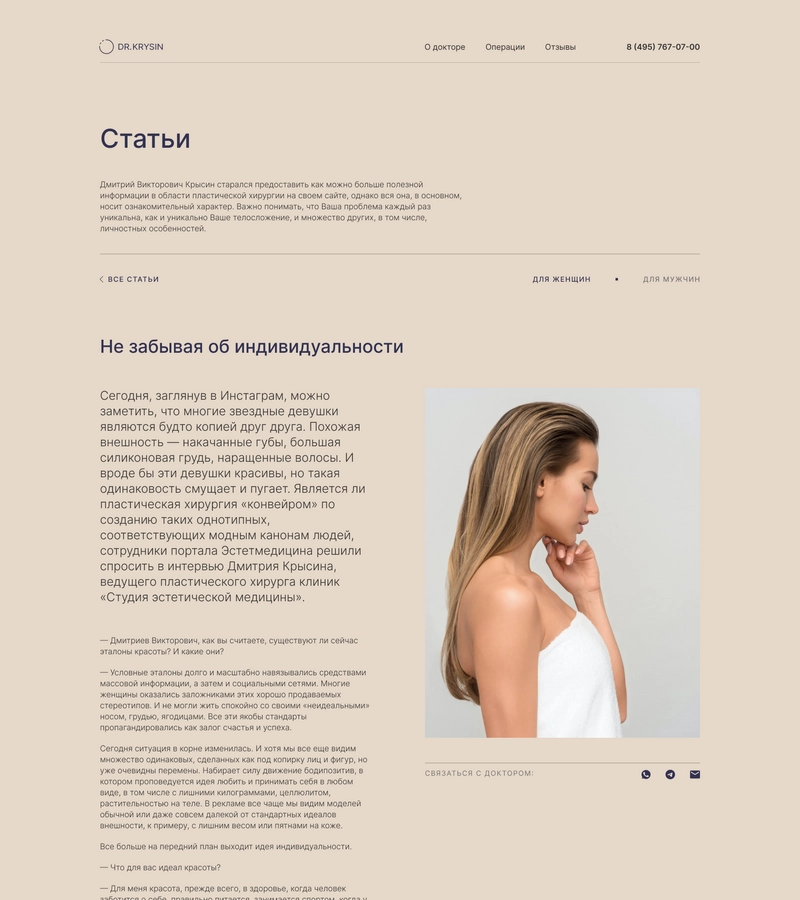 DR.KRYSIN
О докторе
Операции
Отзывы
8 (495) 767-07-00
Статьи
Дмитрий Викторович Крысин старался предоставить как можно больше полезной
информации в области пластической хирургии на своем сайте, однако вся она, в основном,
носит ознакомительный характер. Важно понимать, что Ваша проблема каждый раз
уникальна, как и уникально Ваше телосложение, и множество других, в том числе,
личностных особенностей.
ВСЕ СТАТЬИ
ДЛЯ ЖЕНЩИН
ДЛЯ МУЖЧИН
Не забывая об индивидуальности
Сегодня, заглянув в Инстаграм, можно
заметить, что многие звездные девушки
являются будто копией друг друга. Похожая
внешность — накачанные губы, большая
силиконовая грудь, наращенные волосы. И
вроде бы эти девушки красивы, но такая
одинаковость смущает и пугает. Является ли
пластическая хирургия «конвейром» по
созданию таких однотипных,
соответствующих модным канонам людей,
сотрудники портала Эстетмедицина решили
спросить в интервью Дмитрия Крысина,
ведущего пластического хирурга клиник
«Студия эстетической медицины».
— Дмитриев Викторович, как вы считаете, существуют ли сейчас
эталоны красоты? И какие они?
— Условные эталоны долго и масштабно навязывались средствами
массовой информации, а затем и социальными сетями. Многие
женщины оказались заложниками этих хорошо продаваемых
стереотипов. И не могли жить спокойно со своими «неидеальными»
носом, грудью, ягодицами. Все эти якобы стандарты
пропагандировались как залог счастья и успеха.
Сегодня ситуация в корне изменилась. И хотя мы все еще видим
множество одинаковых, сделанных как под копирку лиц и фигур, но
уже очевидны перемены. Набирает силу движение бодипозитив, в
котором проповедуется идея любить и принимать себя в любом
виде, в том числе с лишними килограммами, целлюлитом,
растительностью на теле. В рекламе все чаще мы видим моделей
обычной или даже совсем далекой от стандартных идеалов
внешности, к примеру, с лишним весом или пятнами на коже.
Все больше на передний план выходит идея индивидуальности.
— Что для вас идеал красоты?
— Для меня красота, прежде всего, в здоровье, когда человек
заботится о себе, правильно питается, занимается спортом, когда у
СВЯЗАТЬСЯ С ДОКТОРОМ: